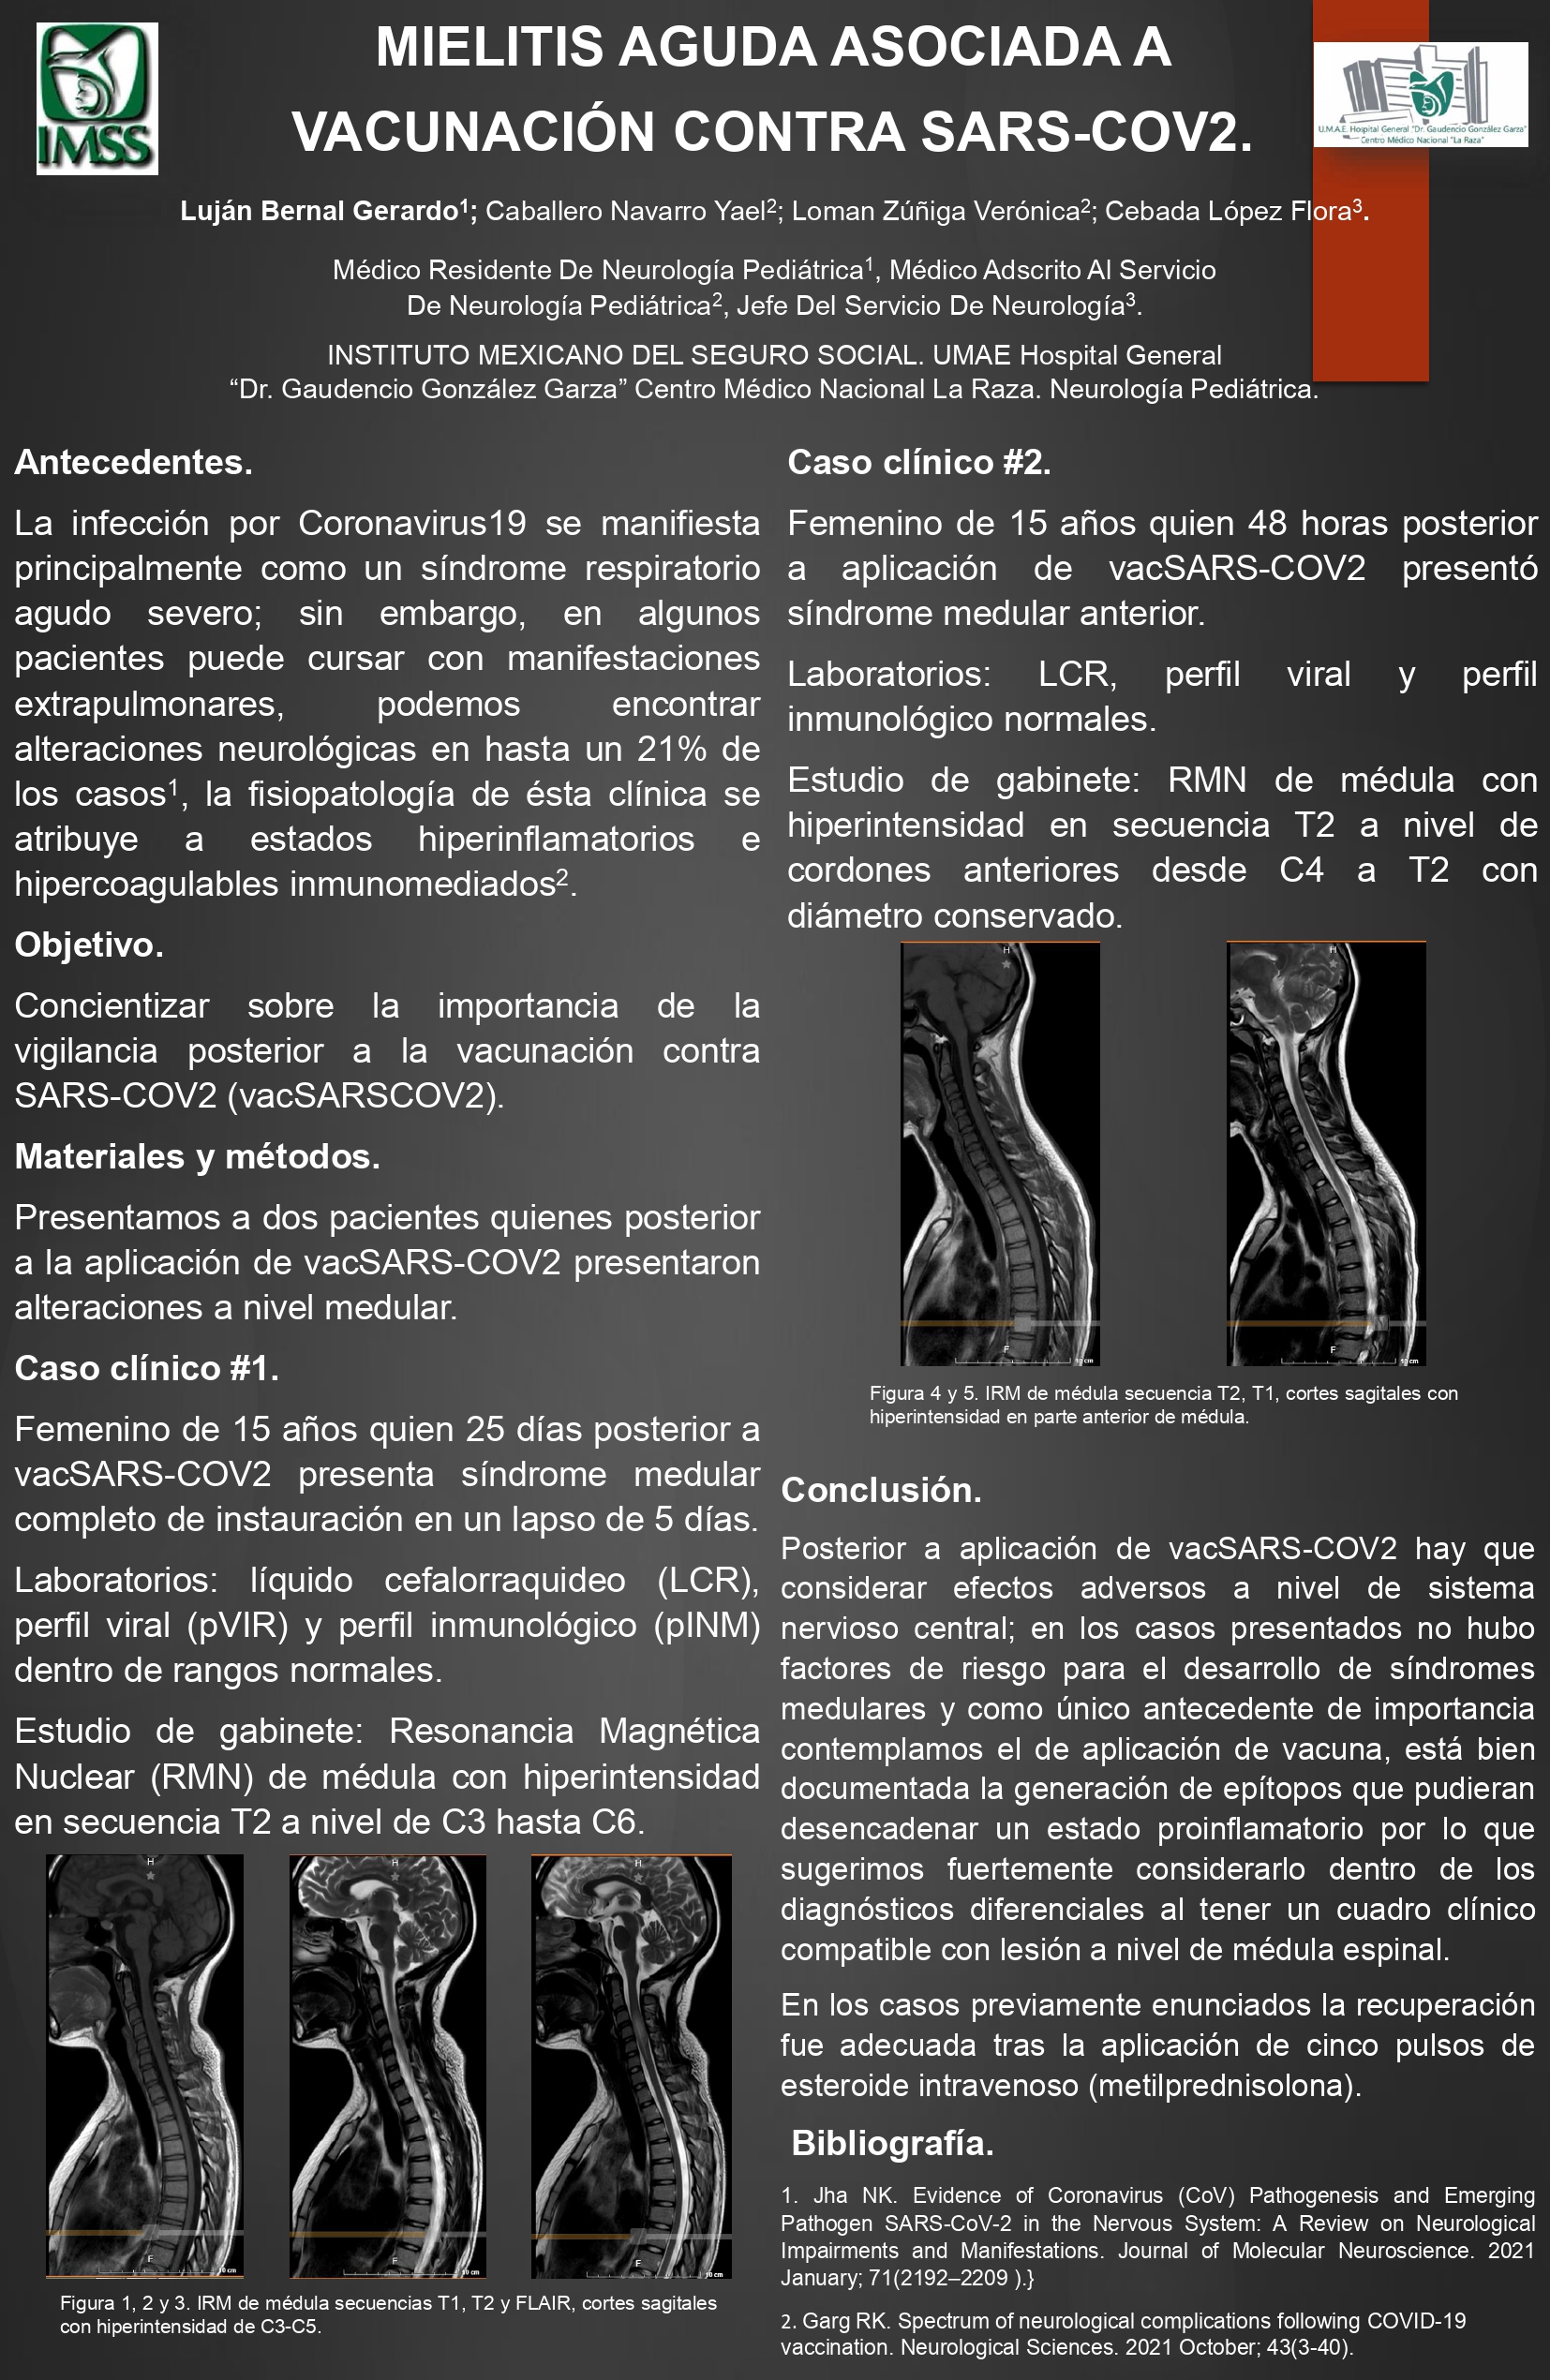 IMSS
MIELITIS AGUDA ASOCIADA A
VACUNACIÓN CONTRA SARS-COV2.
U.M.A.E. Hospital General "Dr. Gaudencio González Garza"
Centro Médico Nacional "La Raza"
Luján Bernal Gerardo¹; Caballero Navarro Yael²; Loman Zúñiga Verónica²; Cebada López Flora³.
Médico Residente De Neurología Pediátrica¹, Médico Adscrito Al Servicio
De Neurología Pediátrica², Jefe Del Servicio De Neurología³.
INSTITUTO MEXICANO DEL SEGURO SOCIAL. UMAE Hospital General
“Dr. Gaudencio González Garza” Centro Médico Nacional La Raza. Neurología Pediátrica.
Antecedentes.
La infección por Coronavirus19 se manifiesta
principalmente como un síndrome respiratorio
agudo severo; sin embargo, en algunos
pacientes puede cursar con manifestaciones
extrapulmonares, podemos encontrar
alteraciones neurológicas en hasta un 21% de
los casos¹, la fisiopatología de ésta clínica se
atribuye a estados hiperinflamatorios e
hipercoagulables inmunomediados².
Objetivo.
Concientizar sobre la importancia de la
vigilancia posterior a la vacunación contra
SARS-COV2 (vacSARSCOV2).
Materiales y métodos.
Presentamos a dos pacientes quienes posterior
a la aplicación de vacSARS-COV2 presentaron
alteraciones a nivel medular.
Caso clínico #1.
Femenino de 15 años quien 25 días posterior a
vacSARS-COV2 presenta síndrome medular
completo de instauración en un lapso de 5 días.
Laboratorios: líquido cefalorraquideo (LCR),
perfil viral (pVIR) y perfil inmunológico (pINM)
dentro de rangos normales.
Estudio de gabinete: Resonancia Magnética
Nuclear (RMN) de médula con hiperintensidad
en secuencia T2 a nivel de C3 hasta C6.
H
F
10 cm
H
F
10 cm
H
F
10 cm
Figura 1, 2 y 3. IRM de médula secuencias T1, T2 y FLAIR, cortes sagitales
con hiperintensidad de C3-C5.
Caso clínico #2.
Femenino de 15 años quien 48 horas posterior
a aplicación de vacSARS-COV2 presentó
síndrome medular anterior.
Laboratorios: LCR, perfil viral y perfil
inmunológico normales.
Estudio de gabinete: RMN de médula con
hiperintensidad en secuencia T2 a nivel de
cordones anteriores desde C4 a T2 con
diámetro conservado.
H
F
10 cm
H
F
10 cm
Figura 4 y 5. IRM de médula secuencia T2, T1, cortes sagitales con
hiperintensidad en parte anterior de médula.
Conclusión.
Posterior a aplicación de vacSARS-COV2 hay que
considerar efectos adversos a nivel de sistema
nervioso central; en los casos presentados no hubo
factores de riesgo para el desarrollo de síndromes
medulares y como único antecedente de importancia
contemplamos el de aplicación de vacuna, está bien
documentada la generación de epítopos que pudieran
desencadenar un estado proinflamatorio por lo que
sugerimos fuertemente considerarlo dentro de los
diagnósticos diferenciales al tener un cuadro clínico
compatible con lesión a nivel de médula espinal.
En los casos previamente enunciados la recuperación
fue adecuada tras la aplicación de cinco pulsos de
esteroide intravenoso (metilprednisolona).
Bibliografía.
1. Jha NK. Evidence of Coronavirus (CoV) Pathogenesis and Emerging
Pathogen SARS-CoV-2 in the Nervous System: A Review on Neurological
Impairments and Manifestations. Journal of Molecular Neuroscience. 2021
January; 71(2192–2209 ).}
2. Garg RK. Spectrum of neurological complications following COVID-19
vaccination. Neurological Sciences. 2021 October; 43(3-40).